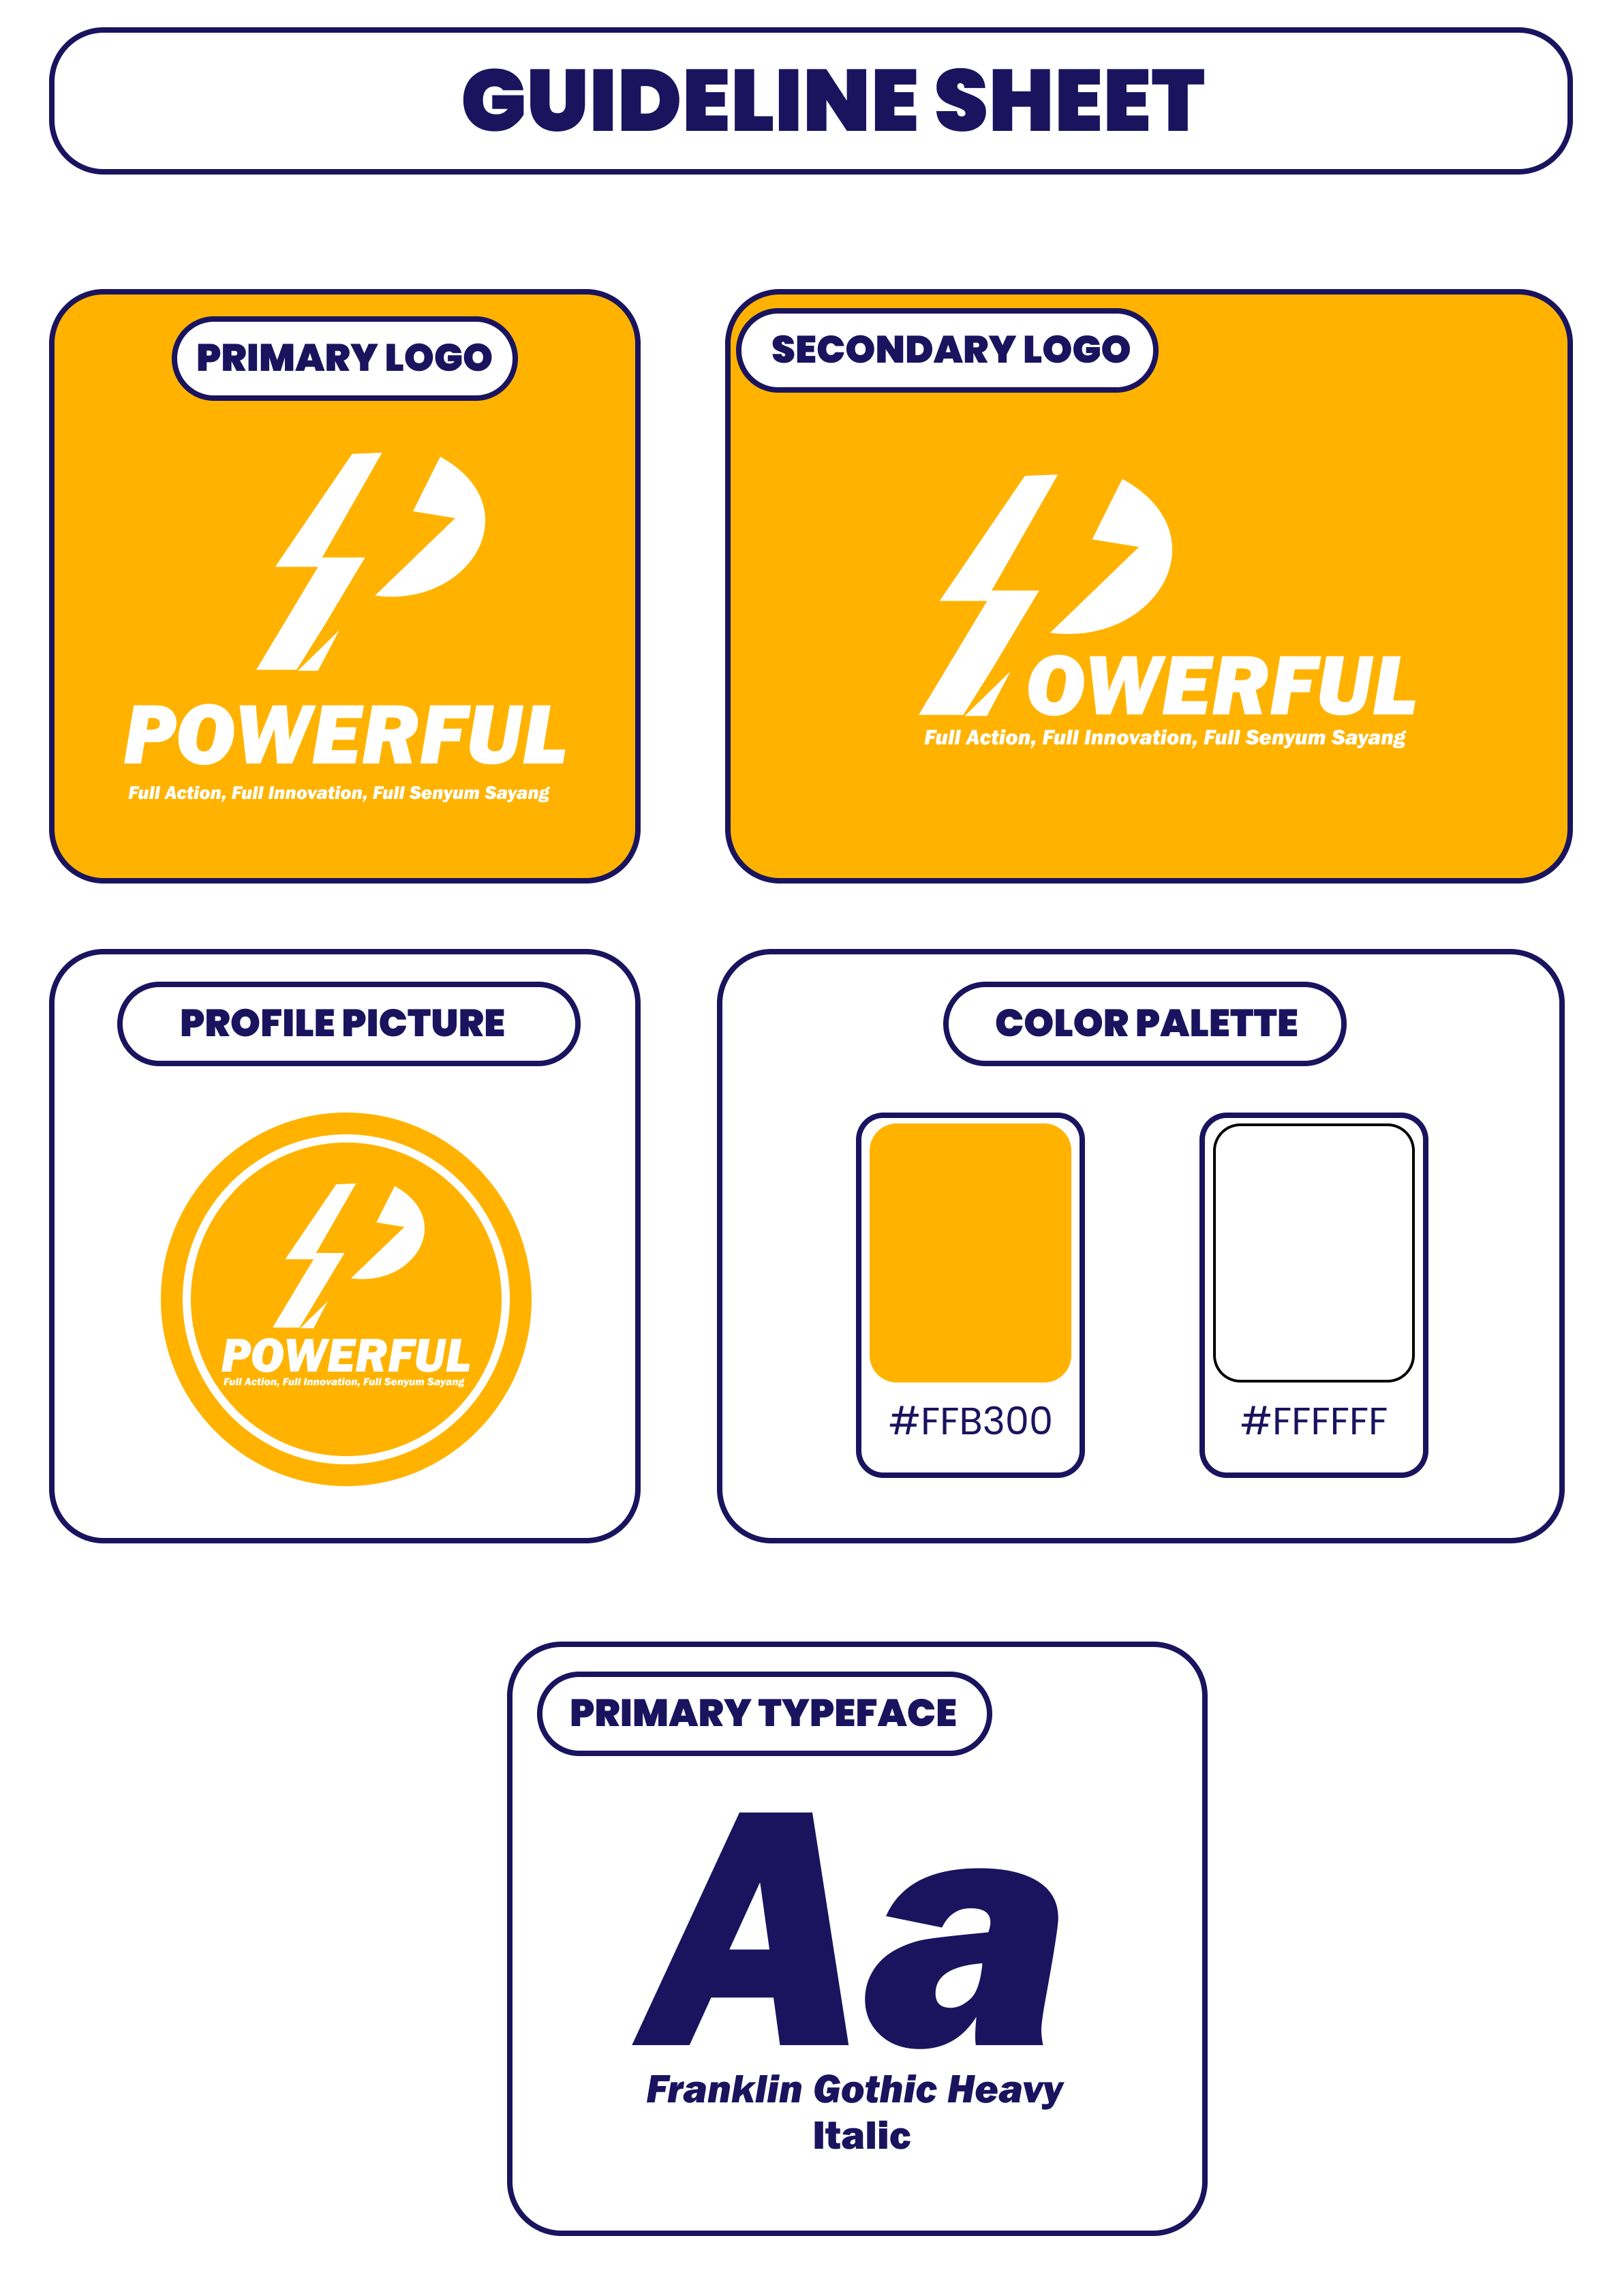 GUIDELINE SHEET
PRIMARY LOGO
POWERFUL
Full Action, Full Innovation, Full Senyum Sayang
SECONDARY LOGO
POWERFUL
Full Action, Full Innovation, Full Senyum Sayang
PROFILE PICTURE
POWERFUL
Full Action, Full Innovation, Full Senyum Sayang
COLOR PALETTE
#FFB300
#FFFFFF
PRIMARY TYPEFACE
Aa
Franklin Gothic Heavy
Italic